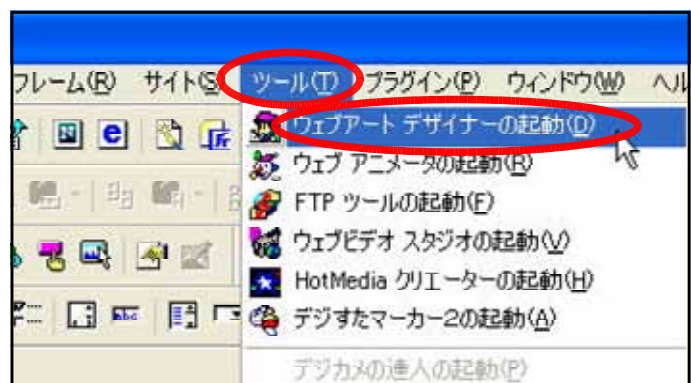 フレーム(R) サイト(S) ツール(T) プラグイン(P) ウィンドウ(W) ヘル
ウェブアート デザイナーの起動(D)
ウェブ アニメータの起動(R)
FTP ツールの起動(F)
ウェブビデオ スタジオの起動(V)
HotMedia クリエーターの起動(H)
デジすたマーカー2の起動(A)
デジカメの達人の起動(P)